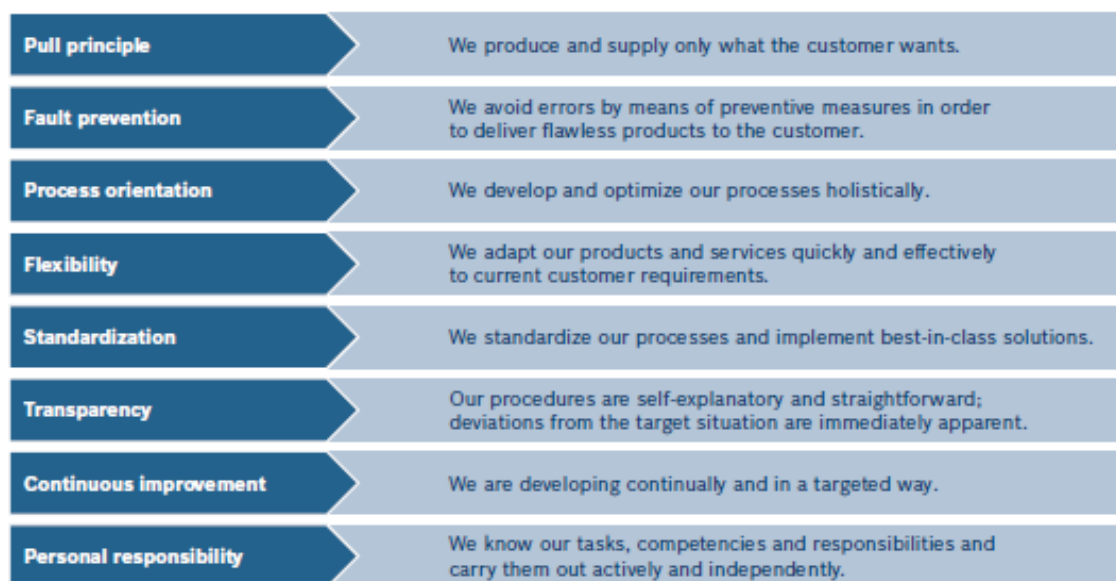 Pull principle
We produce and supply only what the customer wants.
Fault prevention
We avoid errors by means of preventive measures in order
to deliver flawless products to the customer.
Process orientation
We develop and optimize our processes holistically.
Flexibility
We adapt our products and services quickly and effectively
to current customer requirements.
Standardization
We standardize our processes and implement best-in-class solutions.
Transparency
Our procedures are self-explanatory and straightforward;
deviations from the target situation are immediately apparent.
Continuous improvement
We are developing continually and in a targeted way.
Personal responsibility
We know our tasks, competencies and responsibilities and
carry them out actively and independently.